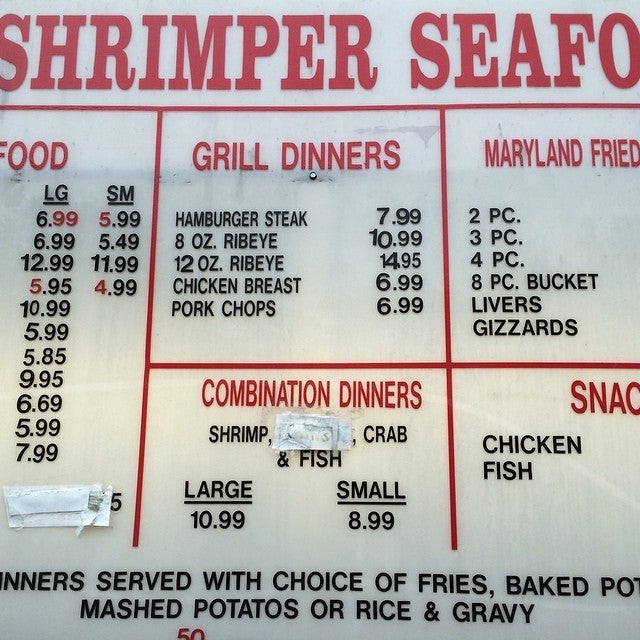 SHRIMPER SEAFO
FOOD
LG SM
6.99 5.99
6.99 5.49
12.99 11.99
5.95 4.99
10.99
5.99
5.85
9.95
6.69
5.99
7.99
5
GRILL DINNERS
HAMBURGER STEAK 7.99
8 OZ. RIBEYE 10.99
12 OZ. RIBEYE 14.95
CHICKEN BREAST 6.99
PORK CHOPS 6.99
MARYLAND FRIED
2 PC.
3 PC.
4 PC.
8 PC. BUCKET
LIVERS
GIZZARDS
COMBINATION DINNERS
SHRIMP, , CRAB
& FISH
LARGE SMALL
10.99 8.99
SNAC
CHICKEN
FISH
INNERS SERVED WITH CHOICE OF FRIES, BAKED POT
MASHED POTATOS OR RICE & GRAVY
50